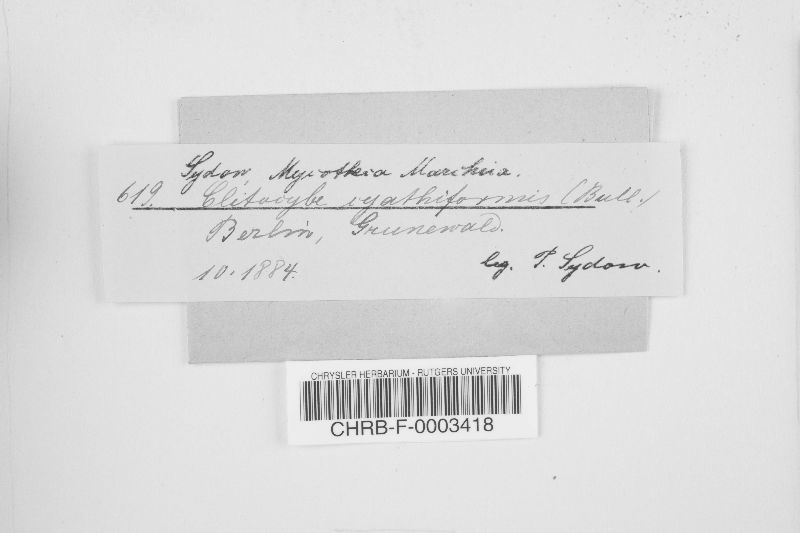 Sydow, Mycotheca Marchica.
619. Clitocybe cyathiformis (Bull.)
Berlin, Grunewald.
10. 1884.
leg. P. Sydow.
CHRYSLER HERBARIUM - RUTGERS UNIVERSITY
CHRB-F-0003418